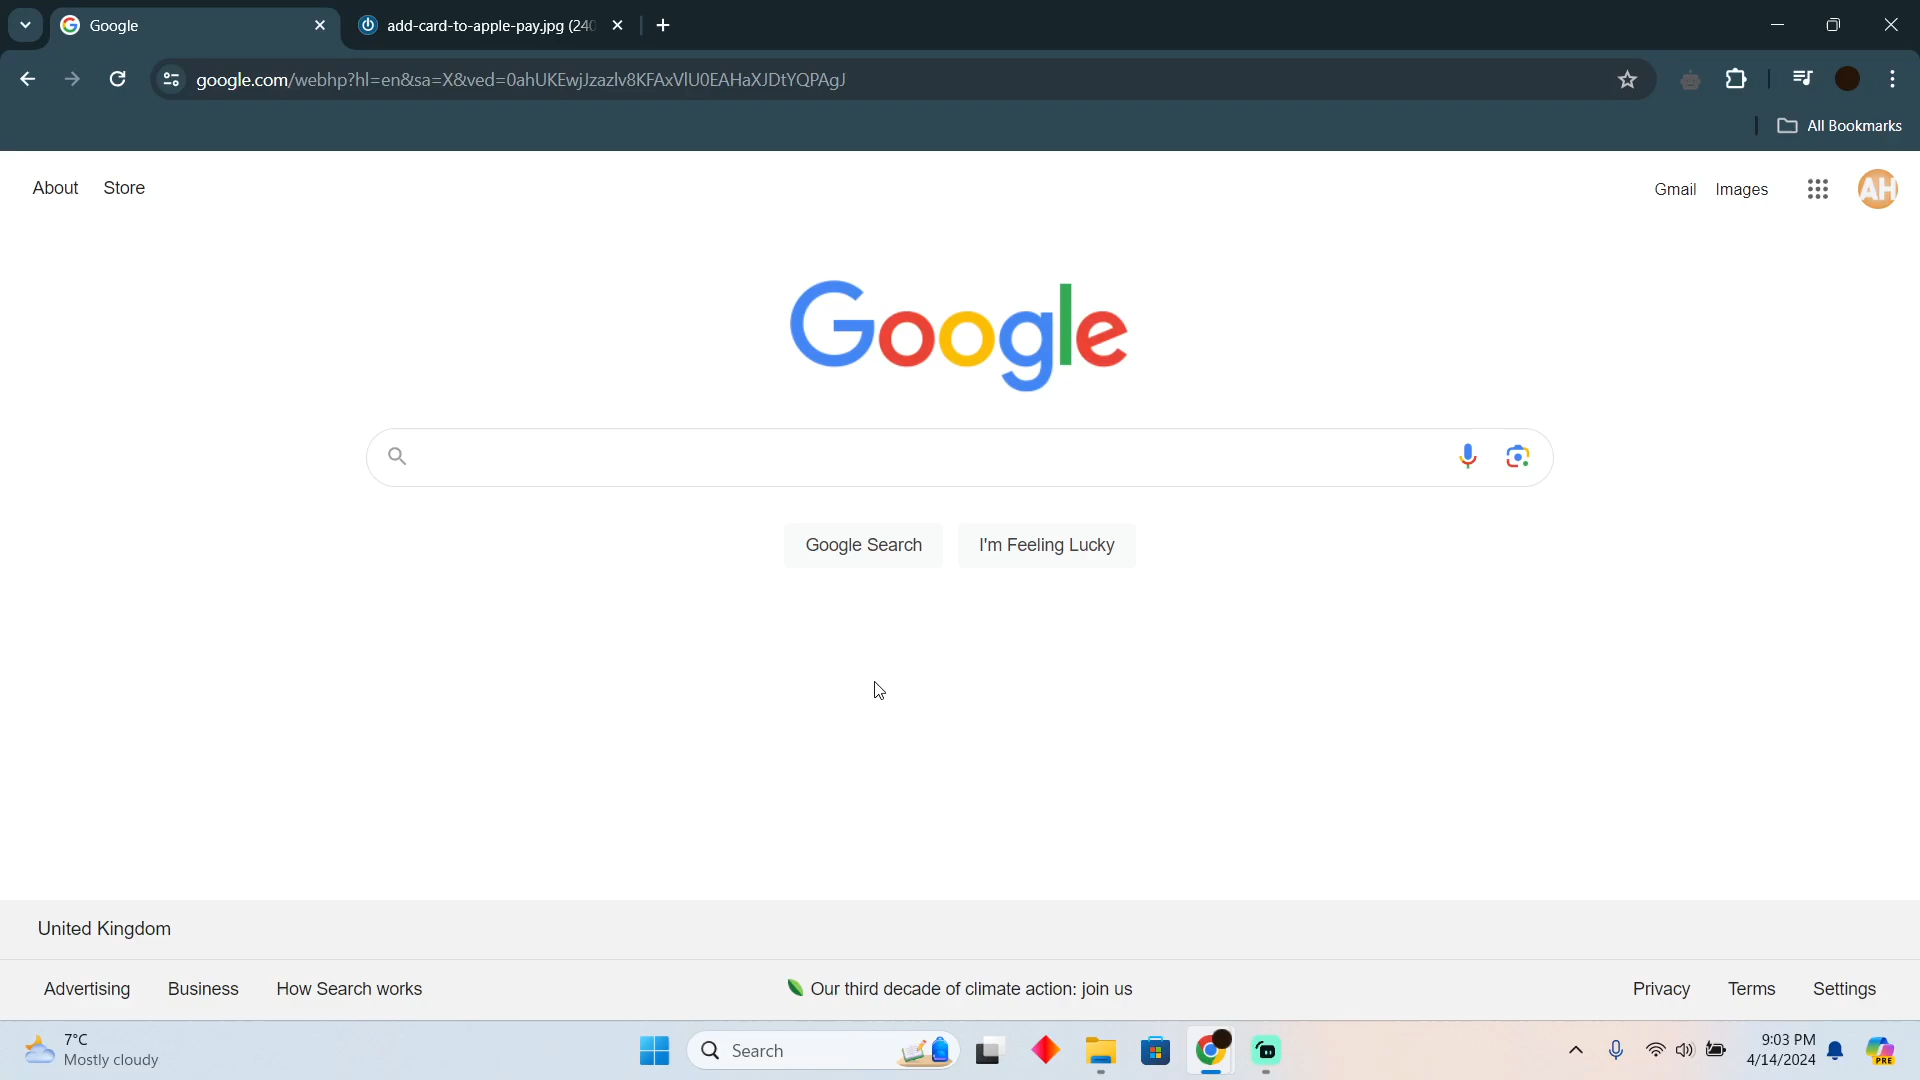 Google
add-card-to-apple-pay.jpg (240
google.com/webhp?hl=en&sa=X&ved=0ahUKEwjJzazlv8KFAxVlU0EAHaXJDtYQPAgJ
All Bookmarks
About Store
Gmail Images
AH
Google
Google Search
I'm Feeling Lucky
United Kingdom
Advertising Business How Search works
Our third decade of climate action: join us
Privacy Terms Settings
7°C
Mostly cloudy
Search
9:03 PM
4/14/2024
PRE